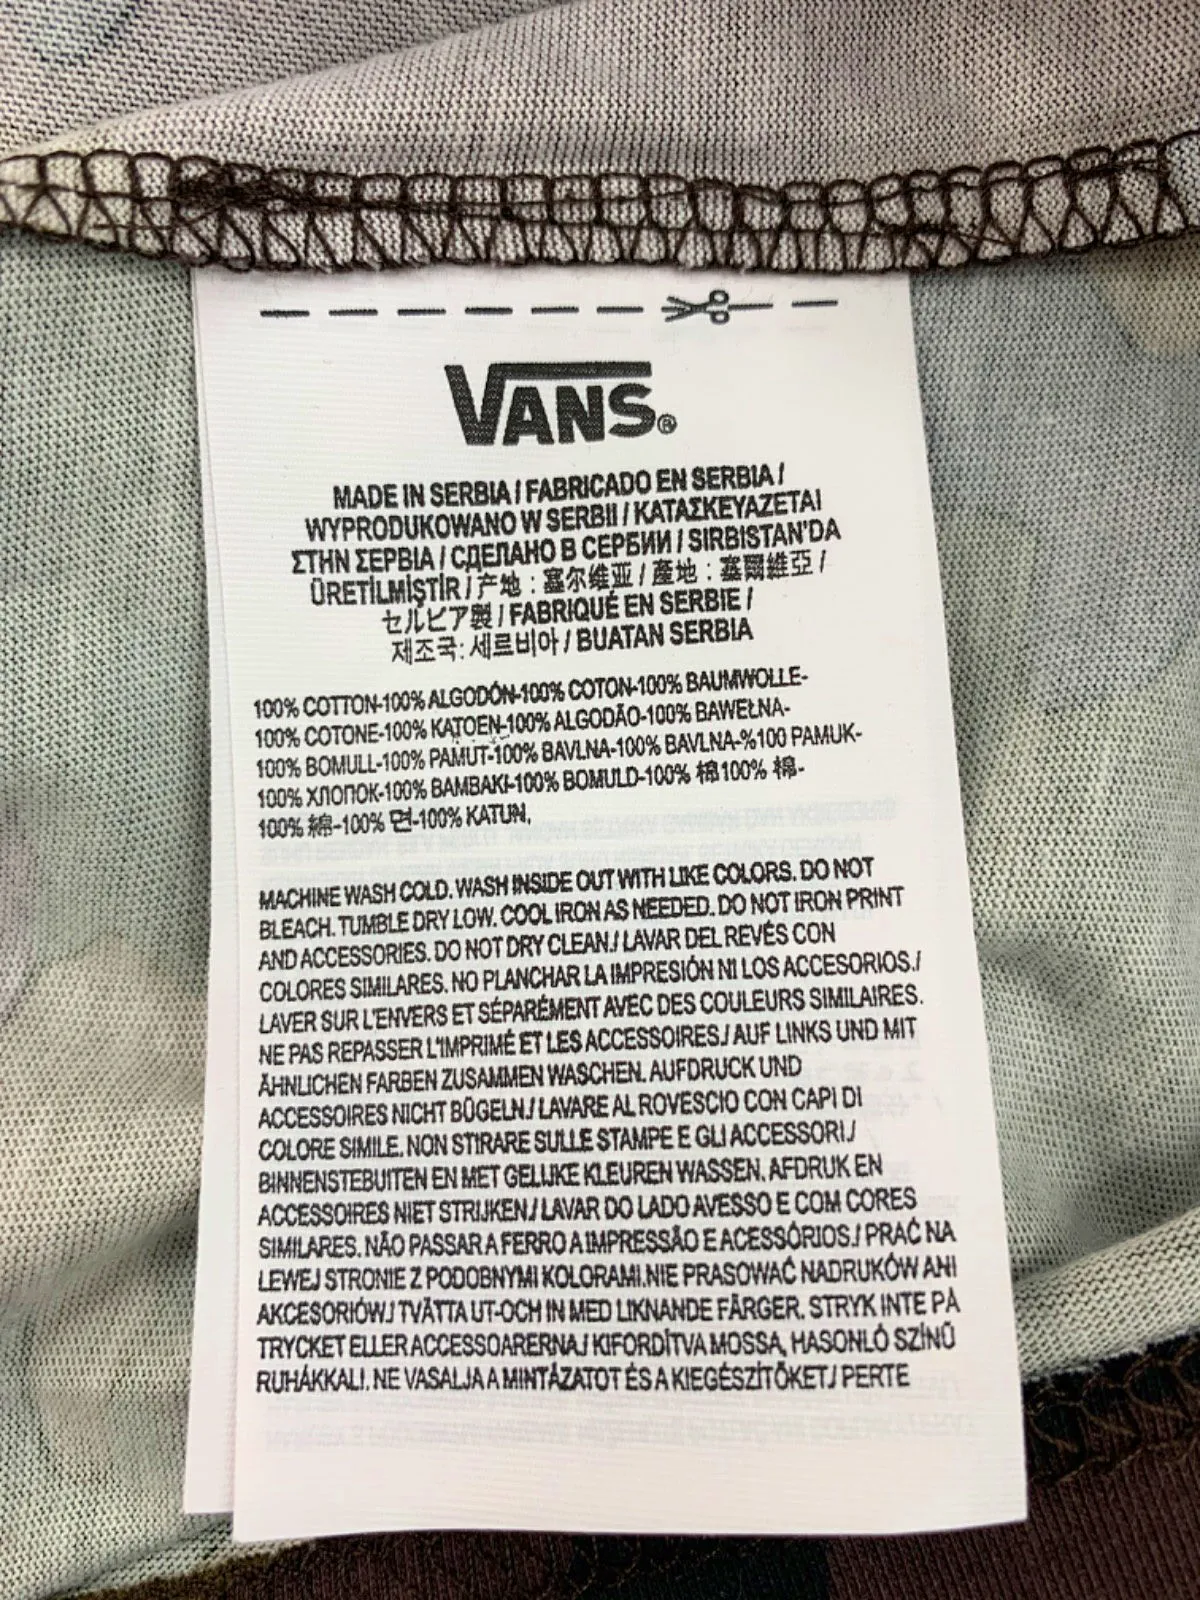 VANS®
MADE IN SERBIA / FABRICADO EN SERBIA /
WYPRODUKOWANO W SERBII / ΚΑΤΑΣΚΕΥΑΖΕΤΑΙ
ΣΤΗΝ ΣΕΡΒΙΑ / СДЕЛАНО В СЕРБИИ / SIRBISTAN'DA
ÜRETİLMİŞTİR / 产地 : 塞尔维亚 / 產地 : 塞爾維亞 /
セルビア製 / FABRIQUÉ EN SERBIE /
제조국: 세르비아 / BUATAN SERBIA
100% COTTON-100% ALGODÓN-100% COTON-100% BAUMWOLLE-
100% COTONE-100% KATOEN-100% ALGODÃO-100% BAWEŁNA-
100% BOMULL-100% PAMUT-100% BAVLNA-100% BAVLNA-%100 PAMUK-
100% ХЛОПОК-100% ΒΑΜΒΑΚΙ-100% BOMULD-100% 棉100% 棉-
100% 綿-100% 면-100% KATUN,
MACHINE WASH COLD. WASH INSIDE OUT WITH LIKE COLORS. DO NOT
BLEACH. TUMBLE DRY LOW. COOL IRON AS NEEDED. DO NOT IRON PRINT
AND ACCESSORIES. DO NOT DRY CLEAN./ LAVAR DEL REVÉS CON
COLORES SIMILARES. NO PLANCHAR LA IMPRESIÓN NI LOS ACCESORIOS./
LAVER SUR L'ENVERS ET SÉPARÉMENT AVEC DES COULEURS SIMILAIRES.
NE PAS REPASSER L'IMPRIMÉ ET LES ACCESSOIRES./ AUF LINKS UND MIT
ÄHNLICHEN FARBEN ZUSAMMEN WASCHEN. AUFDRUCK UND
ACCESSOIRES NICHT BÜGELN./ LAVARE AL ROVESCIO CON CAPI DI
COLORE SIMILE. NON STIRARE SULLE STAMPE E GLI ACCESSORI./
BINNENSTEBUITEN EN MET GELIJKE KLEUREN WASSEN. AFDRUK EN
ACCESSOIRES NIET STRIJKEN./ LAVAR DO LADO AVESSO E COM CORES
SIMILARES. NÃO PASSAR A FERRO A IMPRESSÃO E ACESSÓRIOS./ PRAĆ NA
LEWEJ STRONIE Z PODOBNYMI KOLORAMI.NIE PRASOWAĆ NADRUKÓW ANI
AKCESORIÓW./ TVÄTTA UT-OCH IN MED LIKNANDE FÄRGER. STRYK INTE PÅ
TRYCKET ELLER ACCESSOARERNA./ KIFORDÍTVA MOSSA, HASONLÓ SZÍNŰ
RUHÁKKAL!. NE VASALJA A MINTÁZATOT ÉS A KIEGÉSZÍTŐKET./ PERTE